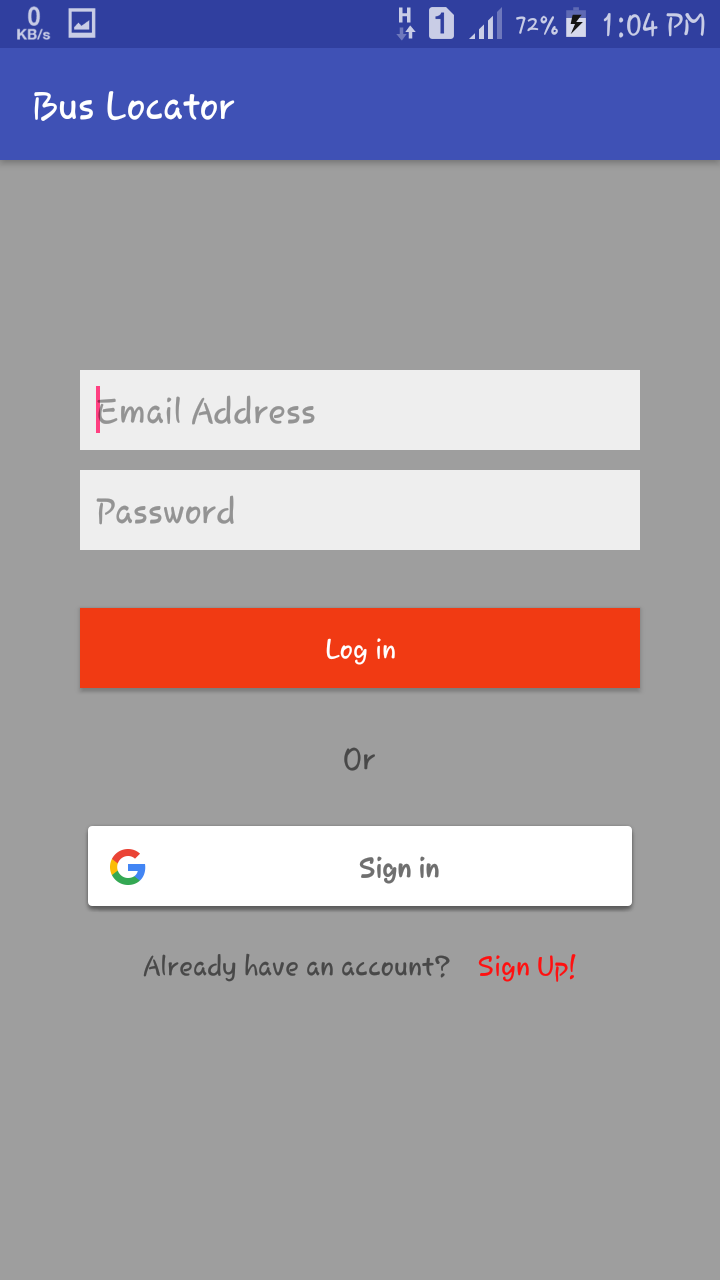 0 KB/s H 1 72% 1:04 PM
Bus Locator
Email Address
Password
Log in
Or
G Sign in
Already have an account? Sign Up!